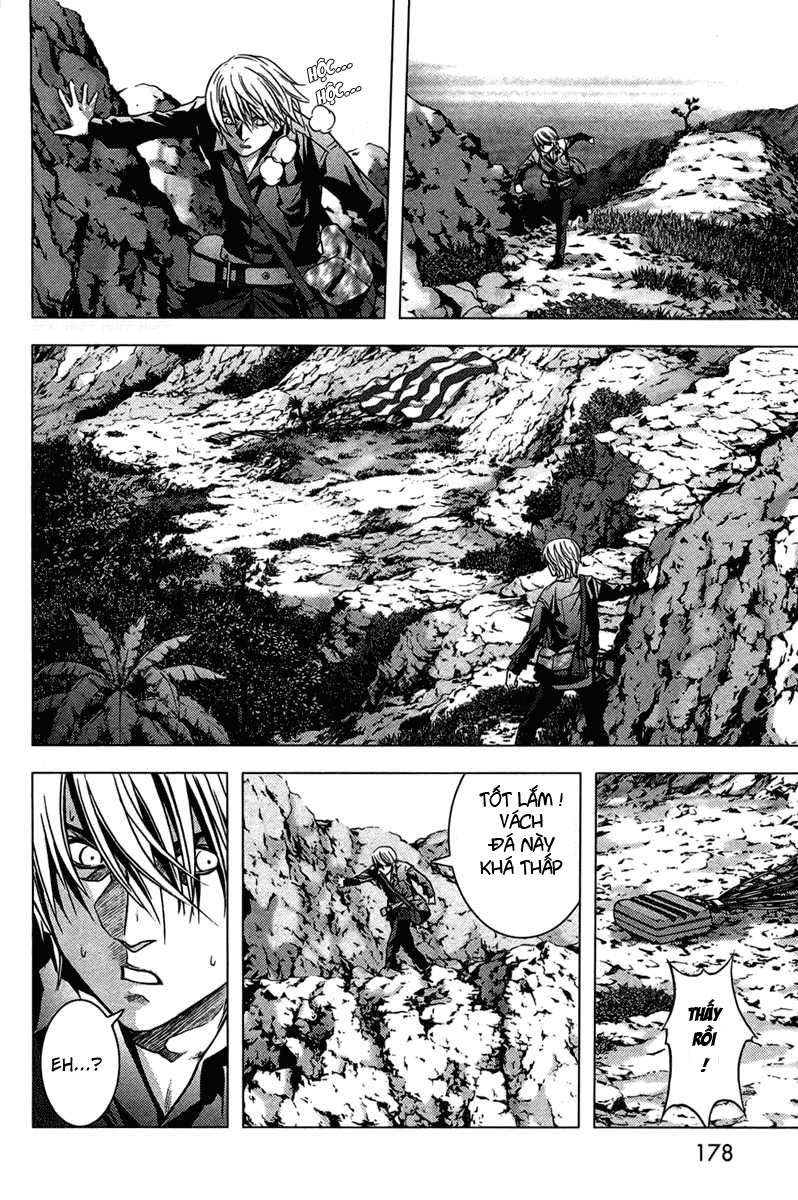 HỘC....
HỘC....
THẤY
RỒI
!
TỐT LẮM !
VÁCH
ĐÁ NÀY
KHÁ THẤP
EH...?
178